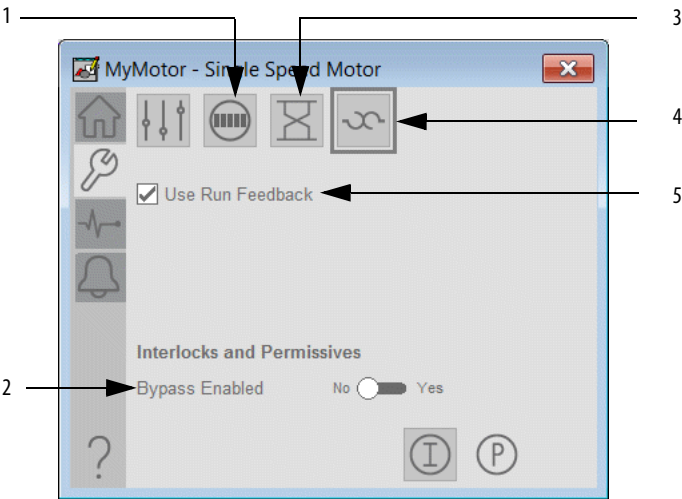 1
3
MyMotor - Single Speed Motor
4
Use Run Feedback
5
Interlocks and Permissives
2
Bypass Enabled No Yes
? I P